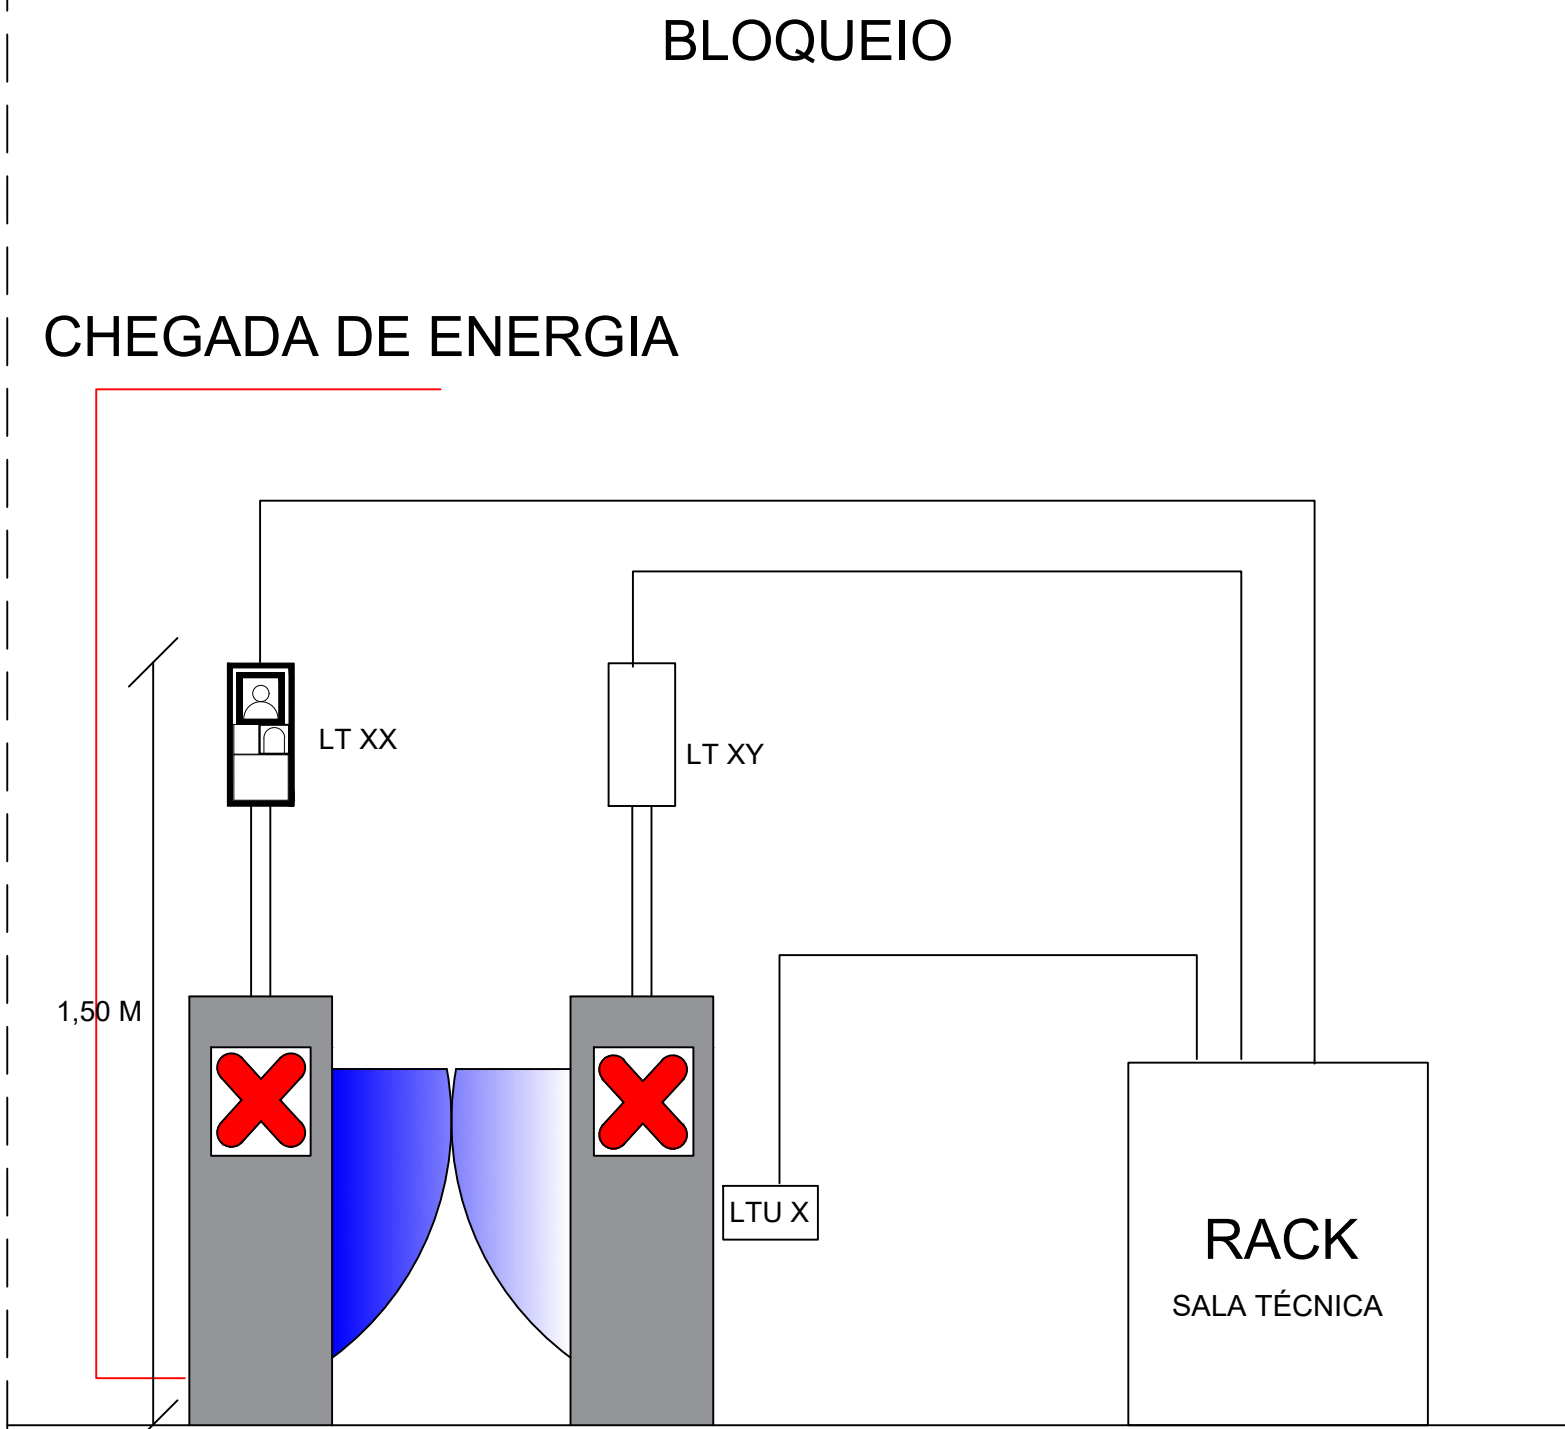 BLOQUEIO
CHEGADA DE ENERGIA
LT XX
LT XY
1,50 M
LTU X
RACK
SALA TÉCNICA